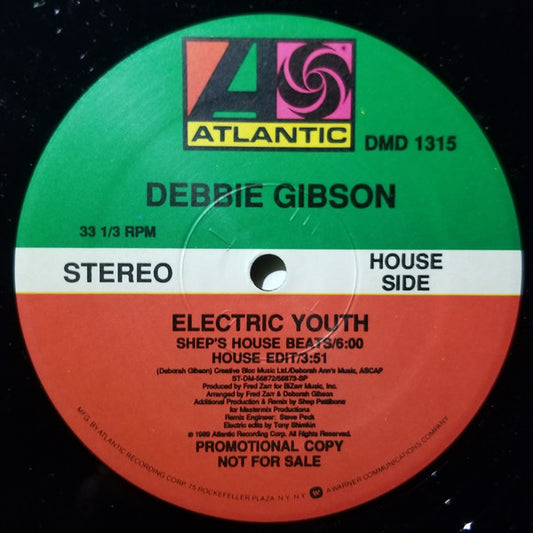 ATLANTIC
DMD 1315
DEBBIE GIBSON
33 1/3 RPM
STEREO
HOUSE
SIDE
ELECTRIC YOUTH
SHEP'S HOUSE BEATS/6:00
HOUSE EDIT/3:51
(Deborah Gibson) Creative Bloc Music Ltd./Deborah Ann's Music, ASCAP
ST-DM-56872/56873-SP
Produced by Fred Zarr for BiZarr Music, Inc.
Arranged by Fred Zarr & Deborah Gibson
Additional Production & Remix by Shep Pettibone
for Mastermix Productions
Remix Engineer: Steve Peck
Electric edits by Tony Shimkin
℗ 1989 Atlantic Recording Corp. All Rights Reserved.
PROMOTIONAL COPY
NOT FOR SALE
MFG. BY ATLANTIC RECORDING CORP. 75 ROCKEFELLER PLAZA, N.Y. N.Y. A WARNER COMMUNICATIONS COMPANY